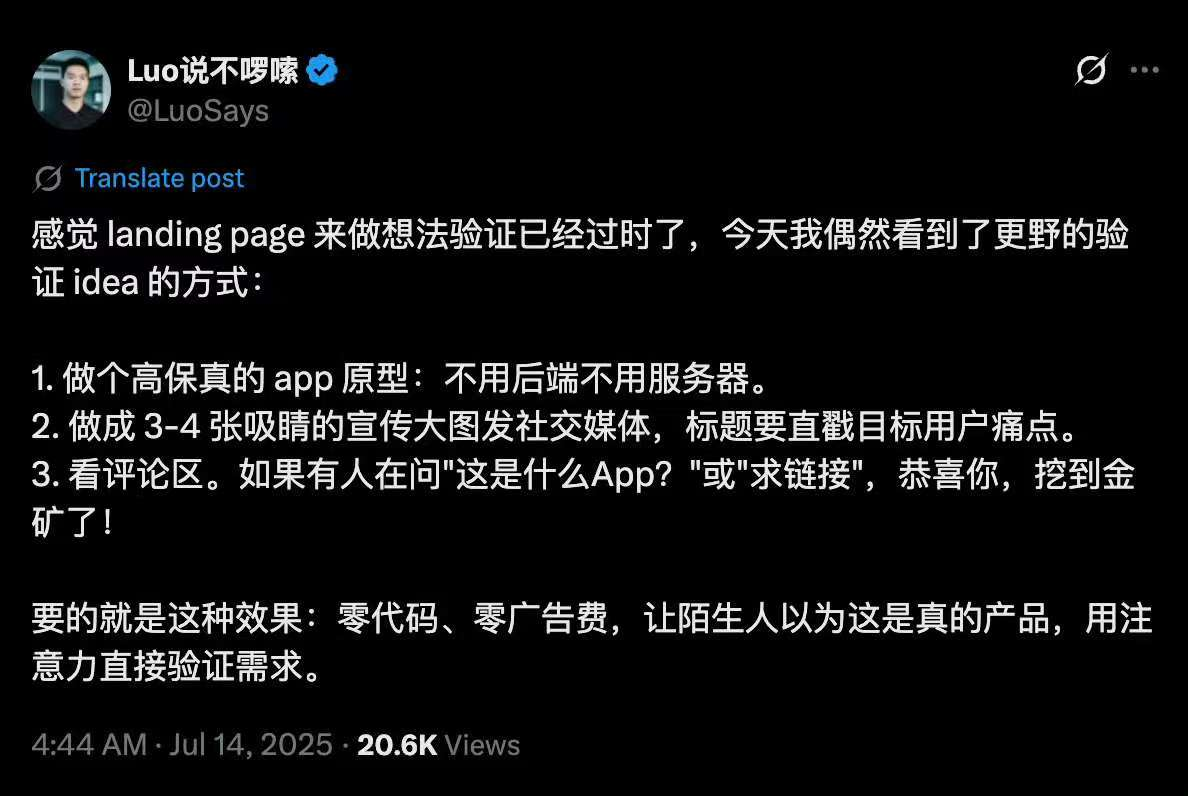 Luo说不啰嗦
@LuoSays
Translate post
感觉 landing page 来做想法验证已经过时了，今天我偶然看到了更野的验
证 idea 的方式：
1. 做个高保真的 app 原型：不用后端不用服务器。
2. 做成 3-4 张吸睛的宣传大图发社交媒体，标题要直戳目标用户痛点。
3. 看评论区。如果有人在问"这是什么App？"或"求链接"，恭喜你，挖到金
矿了！
要的就是这种效果：零代码、零广告费，让陌生人以为这是真的产品，用注
意力直接验证需求。
4:44 AM · Jul 14, 2025 · 20.6K Views